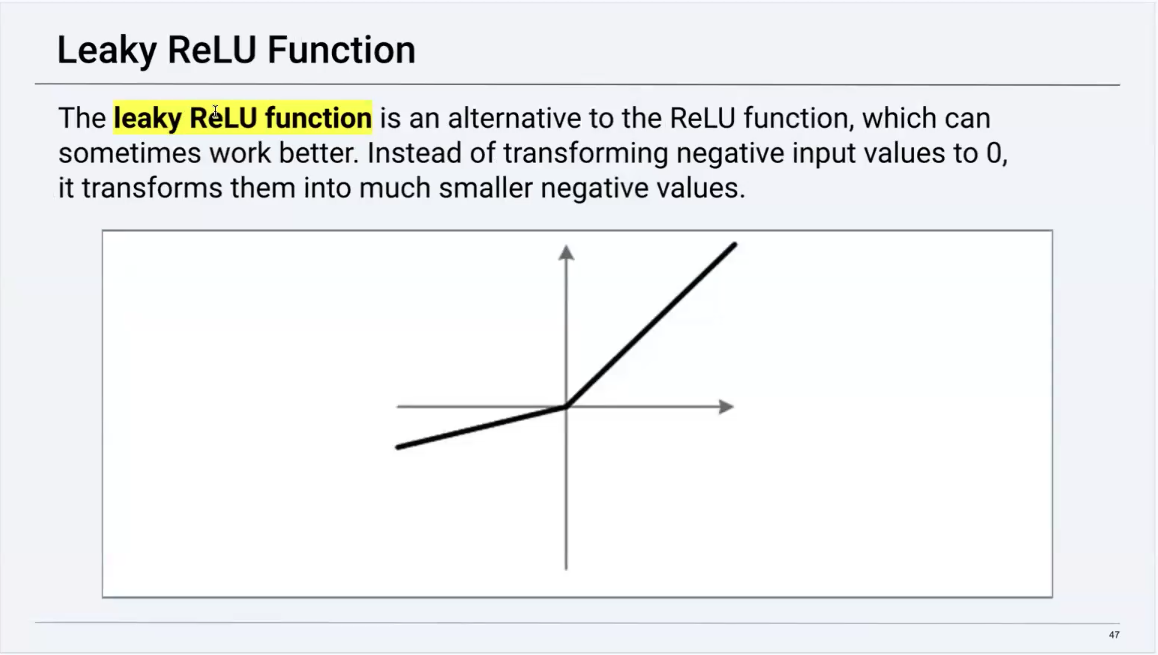 Leaky ReLU Function
The leaky ReLU function is an alternative to the ReLU function, which can
sometimes work better. Instead of transforming negative input values to 0,
it transforms them into much smaller negative values.
47